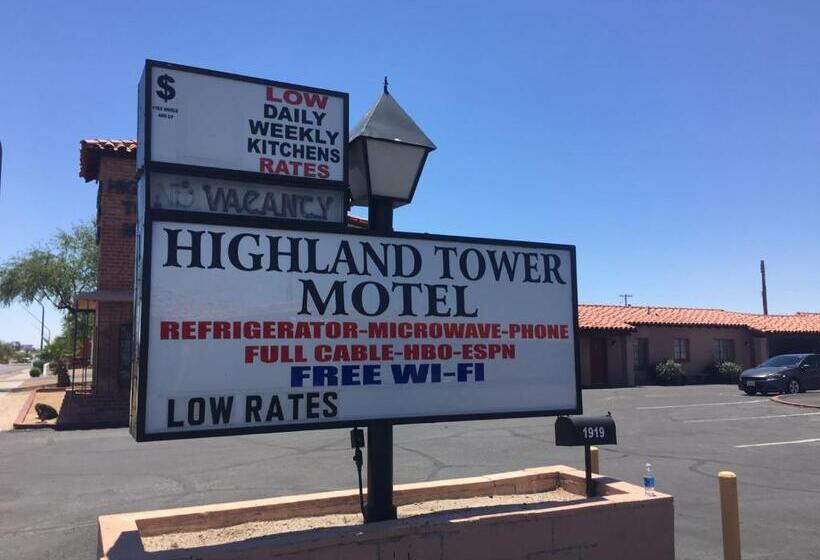 $
LOW
DAILY
WEEKLY
KITCHENS
RATES
NO VACANCY
HIGHLAND TOWER
MOTEL
REFRIGERATOR-MICROWAVE-PHONE
FULL CABLE-HBO-ESPN
FREE WI-FI
LOW RATES
1919